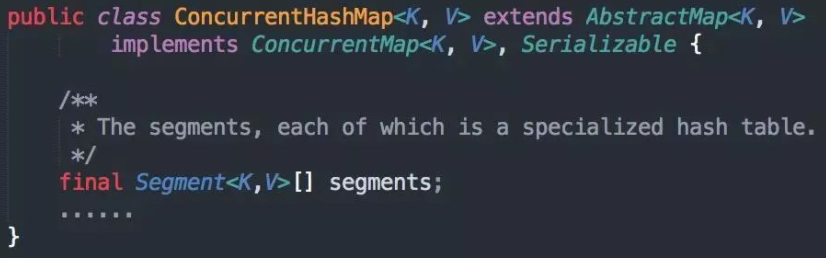 public class ConcurrentHashMap<K, V> extends AbstractMap<K, V>
        implements ConcurrentMap<K, V>, Serializable {

    /**
     * The segments, each of which is a specialized hash table.
     */
    final Segment<K,V>[] segments;
    ......
}